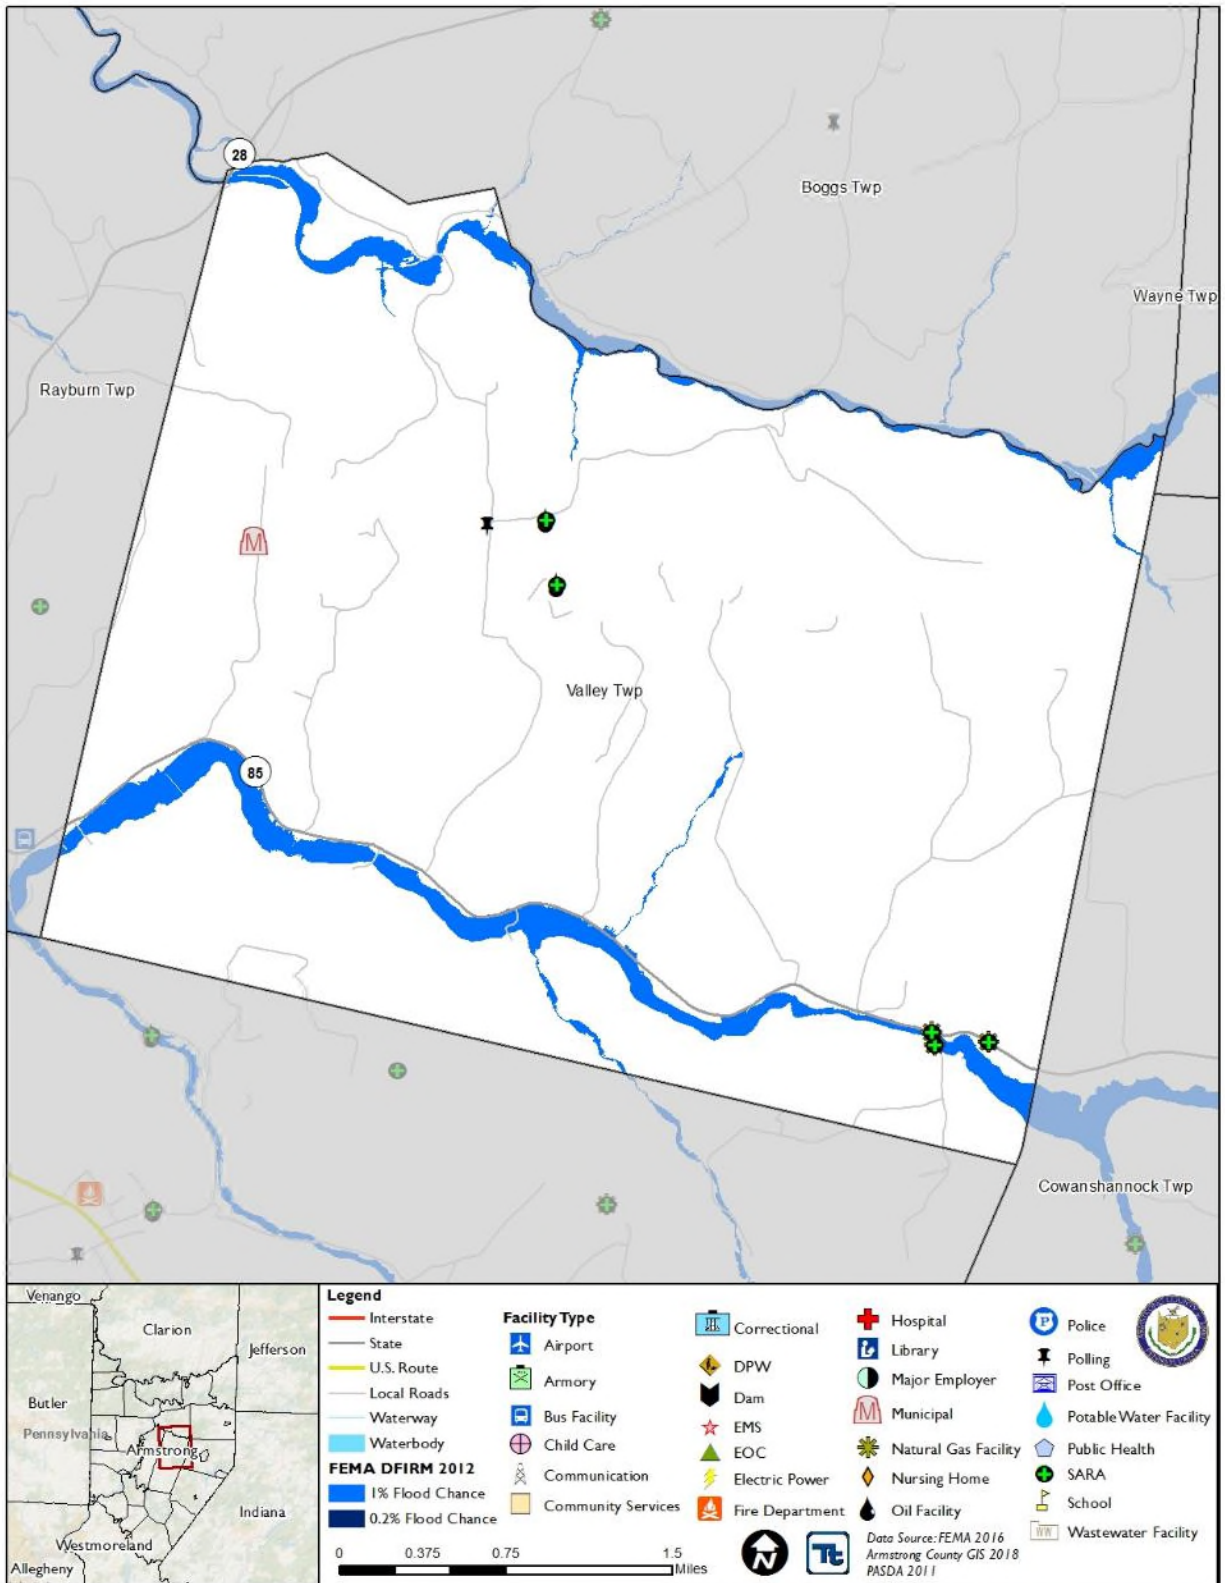 28
Boggs Twp
Wayne Twp
Rayburn Twp
M
Valley Twp
85
Cowanshannock Twp
Venango
Clarion
Jefferson
Butler
Pennsylvania
Armstrong
Indiana
Westmoreland
Allegheny
Legend
Interstate
State
U.S. Route
Local Roads
Waterway
Waterbody
FEMA DFIRM 2012
1% Flood Chance
0.2% Flood Chance
0 0.375 0.75 1.5
Miles
Facility Type
Airport
Armory
Bus Facility
Child Care
Communication
Community Services
Correctional
DPW
Dam
EMS
EOC
Electric Power
Fire Department
Hospital
Library
Major Employer
M Municipal
Natural Gas Facility
Nursing Home
Oil Facility
P Police
Polling
Post Office
Potable Water Facility
Public Health
SARA
School
WW Wastewater Facility
N
Tt
Data Source: FEMA 2016
Armstrong County GIS 2018
PASDA 2011